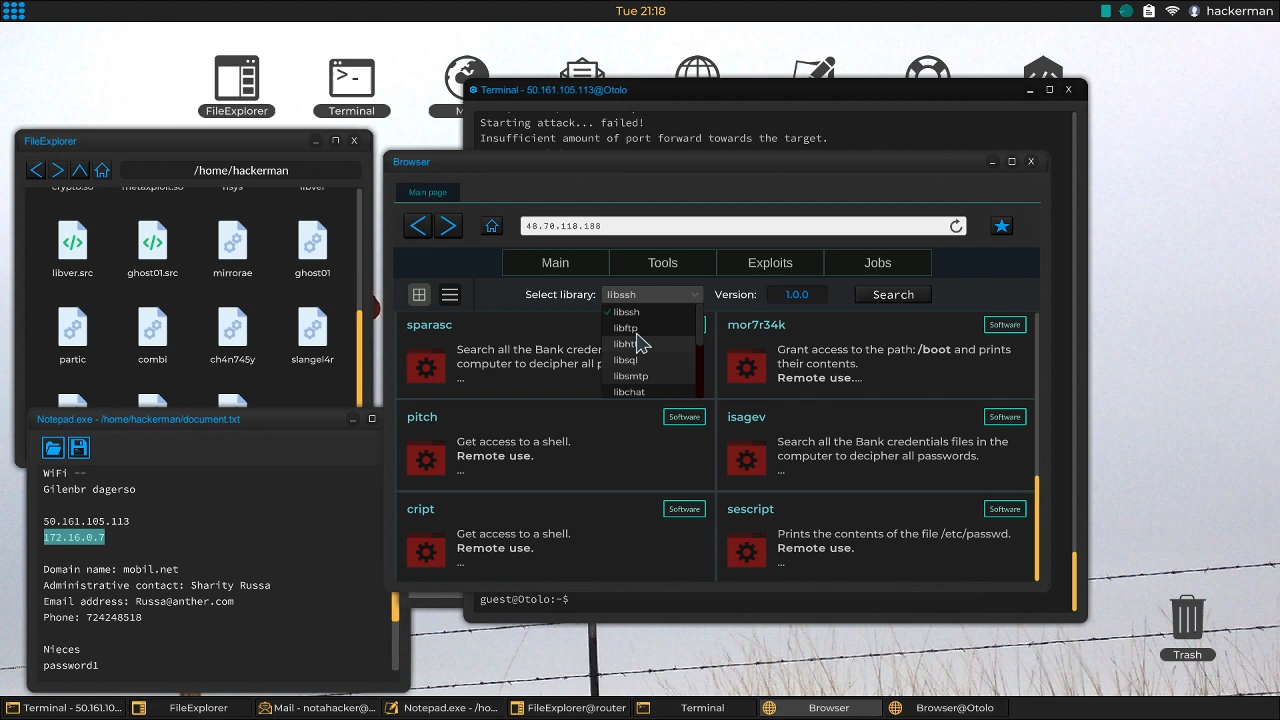 Tue 21:18
hackerman
FileExplorer
Terminal
M
Terminal - 50.161.105.113@Otolo
Starting attack... failed!
Insufficient amount of port forward towards the target.
FileExplorer
/home/hackerman
crypto.so
metaxploit.so
nsys
libver
libver.src
ghost01.src
mirrorae
ghost01
partic
combi
ch4n745y
slangel4r
Browser
Main page
48.70.118.188
Main
Tools
Exploits
Jobs
Select library:
libssh
Version:
1.0.0
Search
libssh
libftp
libhtt
libsql
libsmtp
libchat
sparasc
Search all the Bank creden
computer to decipher all p
...
mor7r34k
Software
Grant access to the path: /boot and prints
their contents.
Remote use....
pitch
Software
Get access to a shell.
Remote use.
...
isagev
Software
Search all the Bank credentials files in the
computer to decipher all passwords.
...
cript
Software
Get access to a shell.
Remote use.
...
sescript
Software
Prints the contents of the file /etc/passwd.
Remote use.
...
guest@Otolo:~$
Notepad.exe - /home/hackerman/document.txt
WiFi --
Gilenbr dagerso
50.161.105.113
172.16.0.7
Domain name: mobil.net
Administrative contact: Sharity Russa
Email address: Russa@anther.com
Phone: 724248518
Nieces
password1
Trash
Terminal - 50.161.10...
FileExplorer
Mail - notahacker@...
Notepad.exe - /ho...
FileExplorer@router
Terminal
Browser
Browser@Otolo